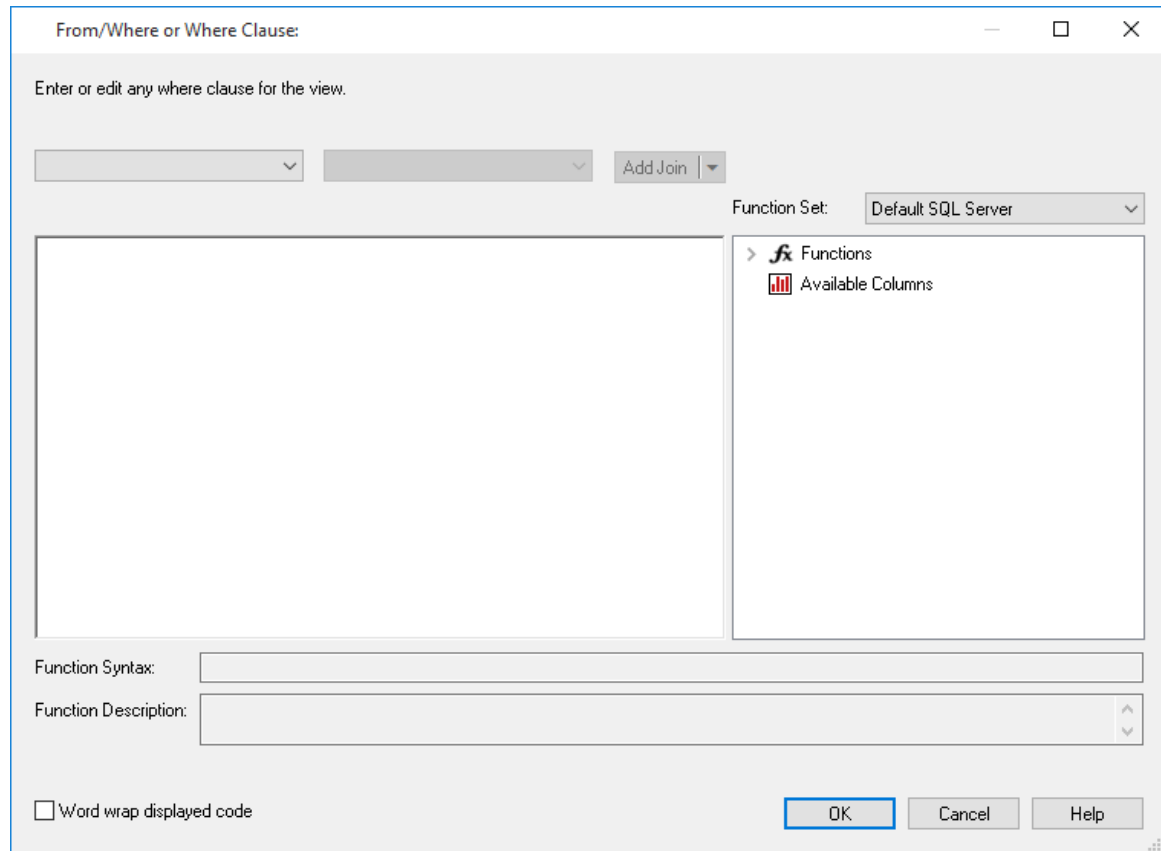 From/Where or Where Clause:
Enter or edit any where clause for the view.
Add Join
Function Set: Default SQL Server
fx Functions
Available Columns
Function Syntax:
Function Description:
Word wrap displayed code
OK Cancel Help